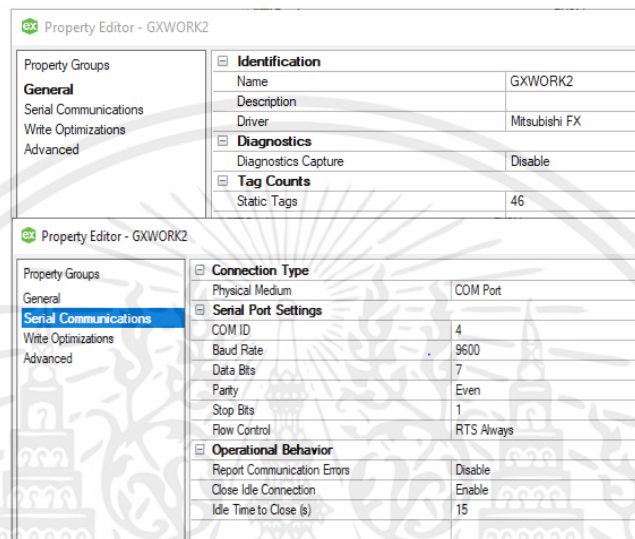 ex Property Editor - GXWORK2
Property Groups
General
Serial Communications
Write Optimizations
Advanced
Identification
Name GXWORK2
Description
Driver Mitsubishi FX
Diagnostics
Diagnostics Capture Disable
Tag Counts
Static Tags 46
ex Property Editor - GXWORK2
Property Groups
General
Serial Communications
Write Optimizations
Advanced
Connection Type
Physical Medium COM Port
Serial Port Settings
COM ID 4
Baud Rate 9600
Data Bits 7
Parity Even
Stop Bits 1
Flow Control RTS Always
Operational Behavior
Report Communication Errors Disable
Close Idle Connection Enable
Idle Time to Close (s) 15